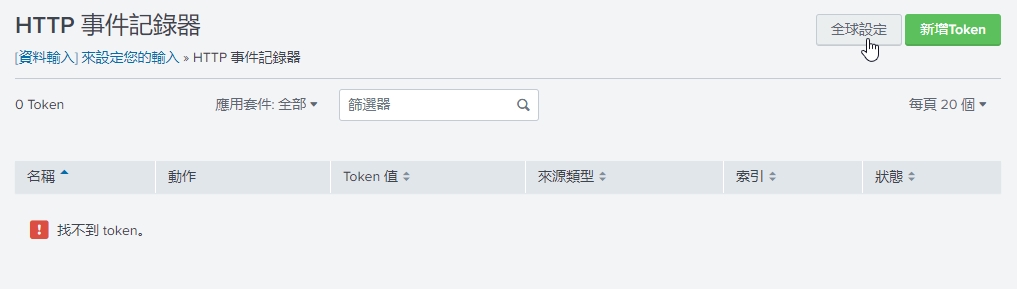 HTTP 事件記錄器
全球設定
新增Token
[資料輸入] 來設定您的輸入 » HTTP 事件記錄器
0 Token
應用套件: 全部
篩選器
每頁 20 個
名稱 動作 Token 值 來源類型 索引 狀態
找不到 token。